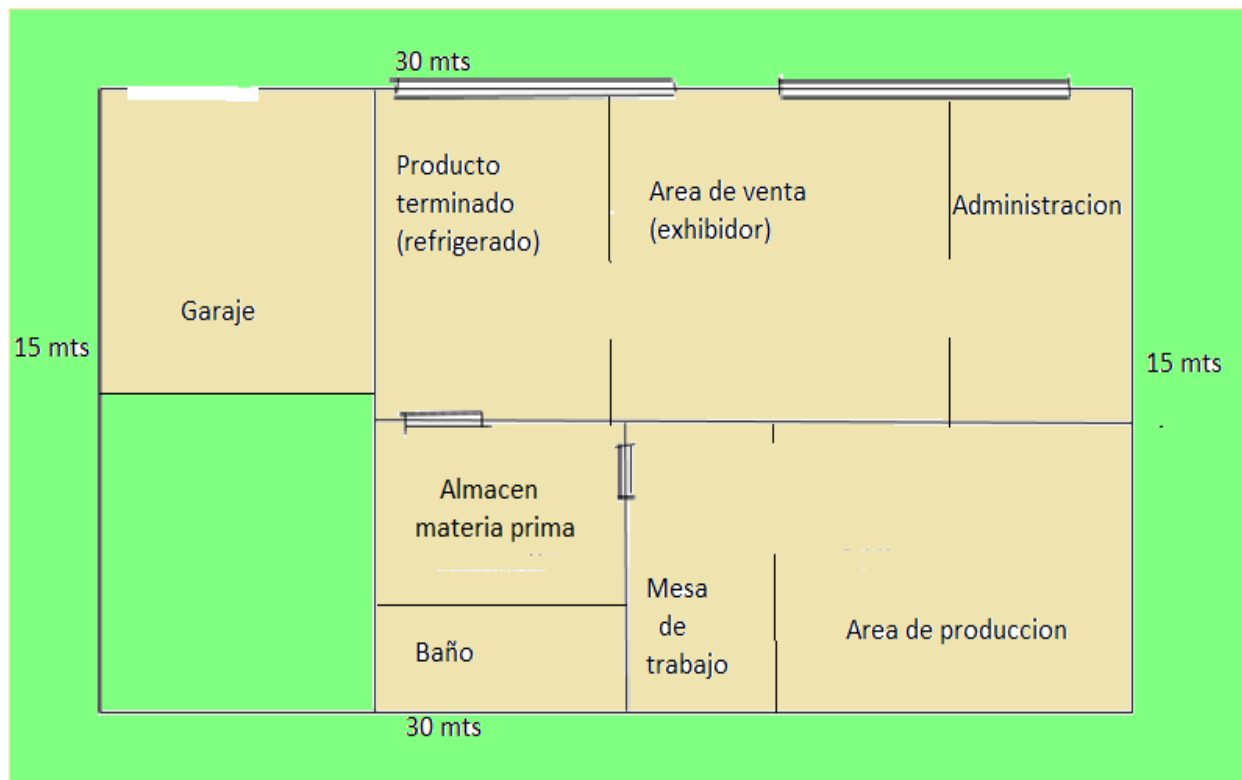 30 mts
Producto
terminado
(refrigerado)
Area de venta
(exhibidor)
Administracion
Garaje
15 mts
15 mts
Almacen
materia prima
Mesa
de
trabajo
Area de produccion
Baño
30 mts